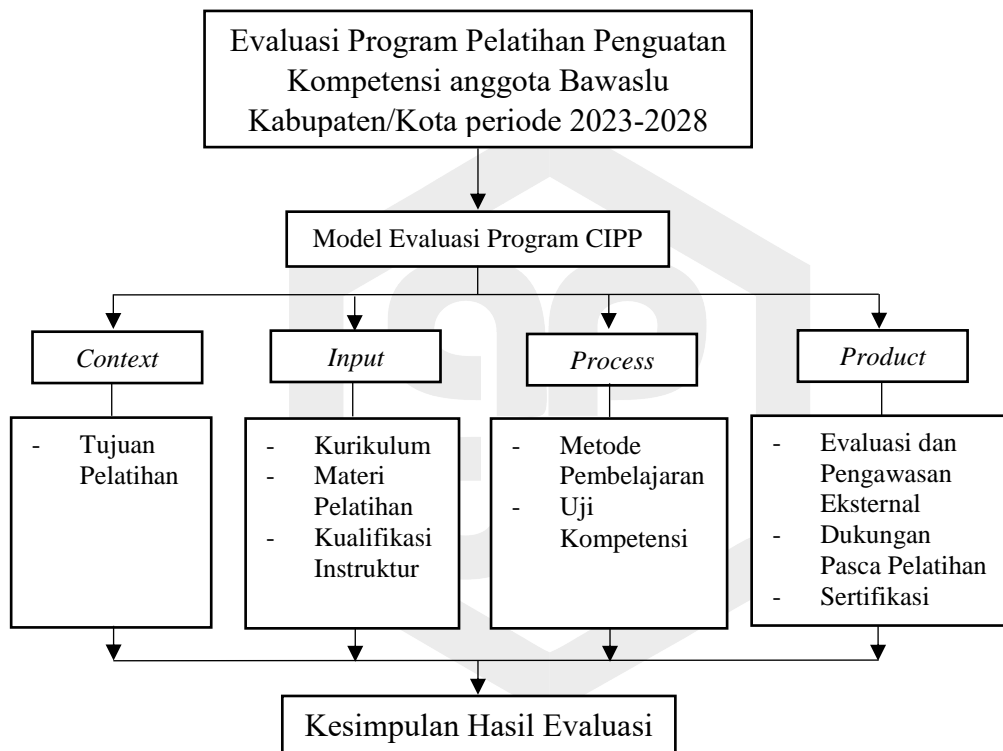 Evaluasi Program Pelatihan Penguatan
Kompetensi anggota Bawaslu
Kabupaten/Kota periode 2023-2028
Model Evaluasi Program CIPP
Context
Input
Process
Product
- Tujuan
Pelatihan
- Kurikulum
- Materi
Pelatihan
- Kualifikasi
Instruktur
- Metode
Pembelajaran
- Uji
Kompetensi
- Evaluasi dan
Pengawasan
Eksternal
- Dukungan
Pasca Pelatihan
- Sertifikasi
Kesimpulan Hasil Evaluasi